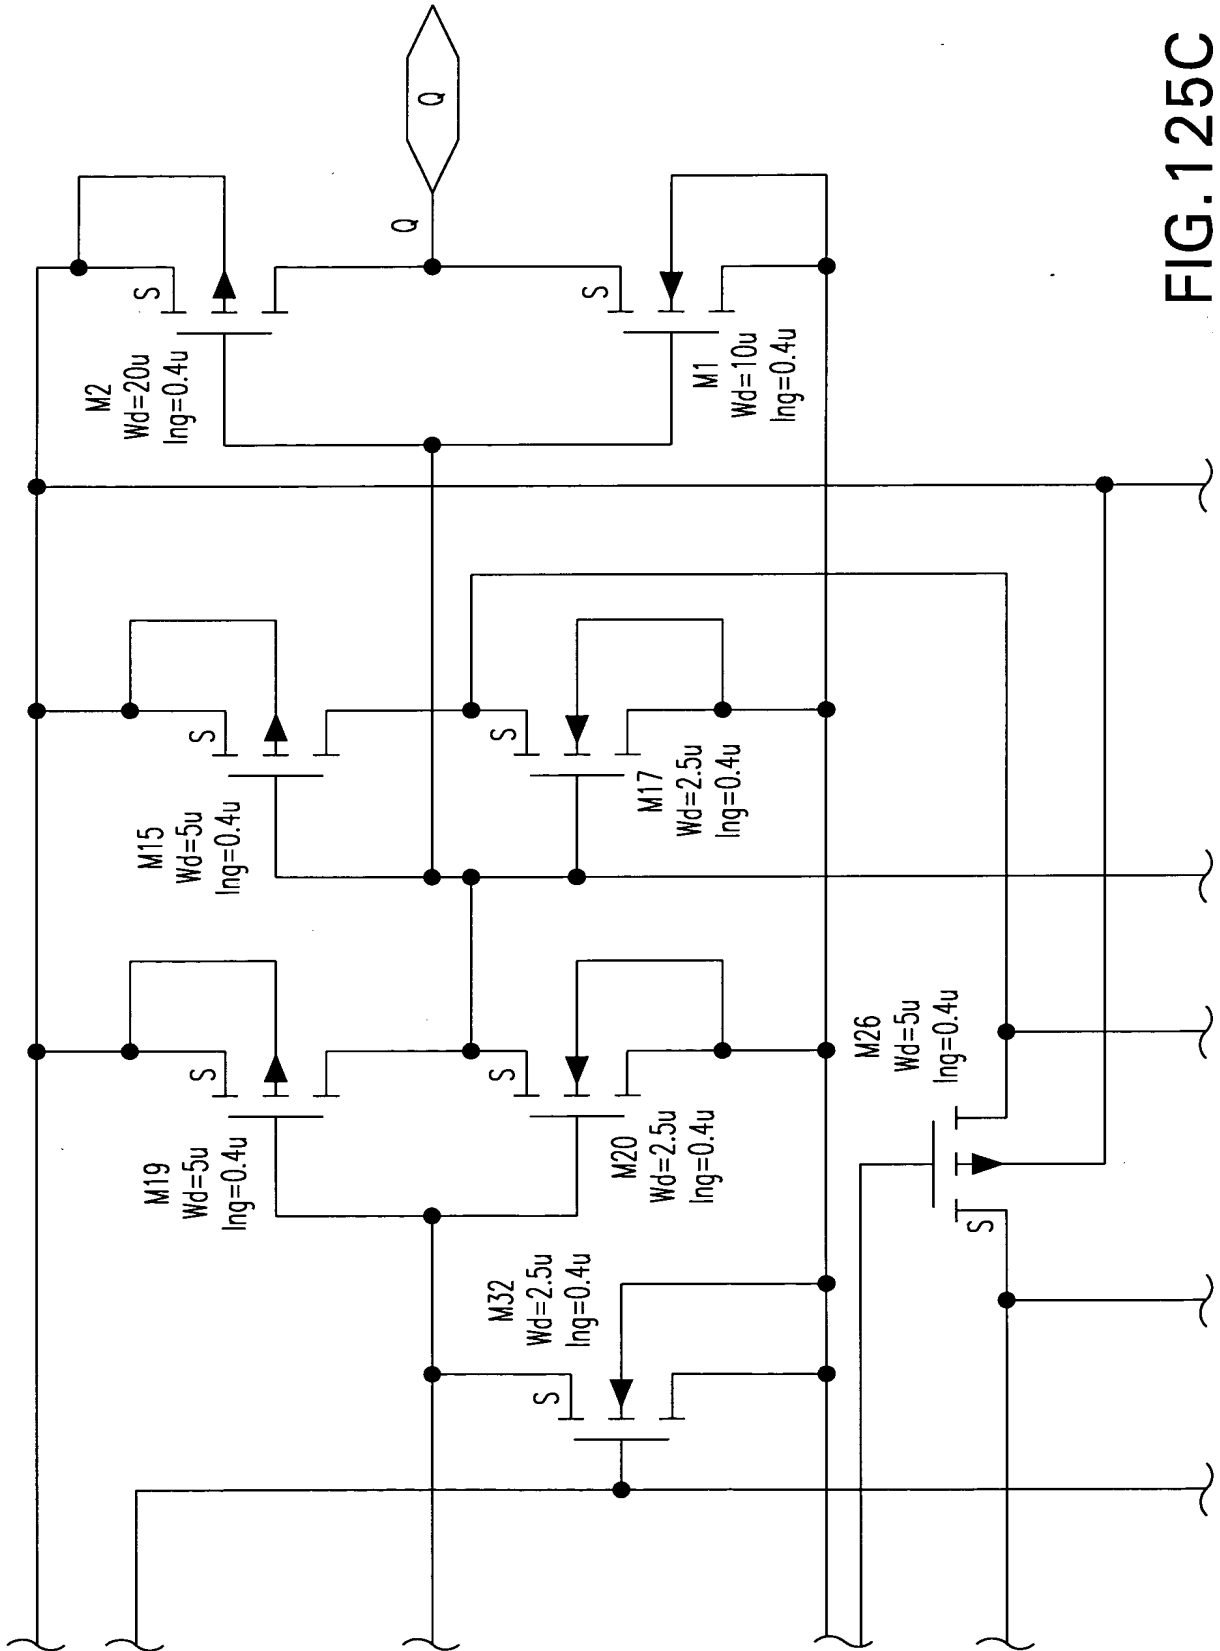 M2
Wd=20u
lng=0.4u
S
Q
Q
S
M1
Wd=10u
lng=0.4u
M15
Wd=5u
lng=0.4u
S
S
M17
Wd=2.5u
lng=0.4u
M19
Wd=5u
lng=0.4u
S
S
M20
Wd=2.5u
lng=0.4u
M26
Wd=5u
lng=0.4u
S
M32
Wd=2.5u
lng=0.4u
S
FIG.125C